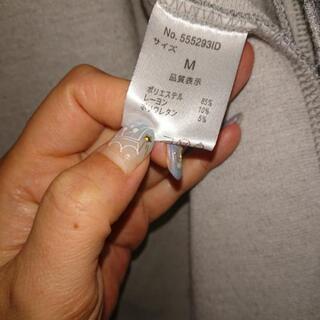 No. 555293ID
サイズ
M
品質表示
ポリエステル 85%
レーヨン 10%
ポリウレタン 5%